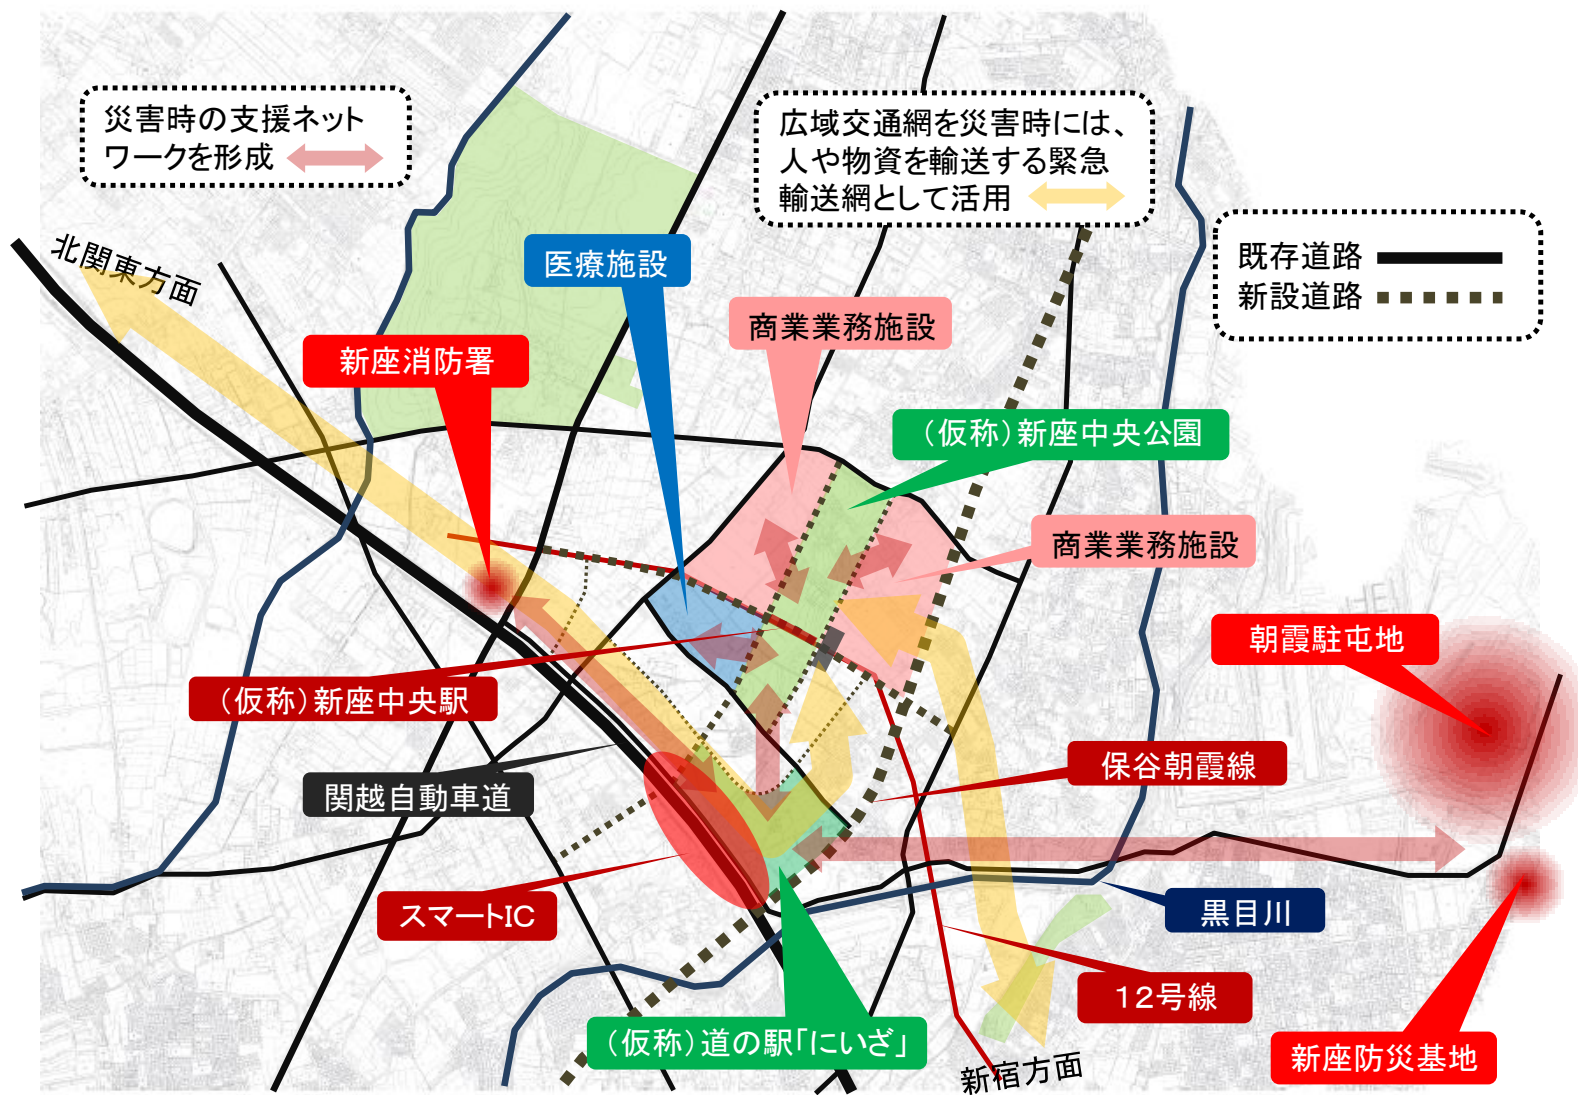 災害時の支援ネット
ワークを形成
広域交通網を災害時には、
人や物資を輸送する緊急
輸送網として活用
既存道路
新設道路
北関東方面
医療施設
商業業務施設
新座消防署
（仮称）新座中央公園
商業業務施設
朝霞駐屯地
（仮称）新座中央駅
保谷朝霞線
関越自動車道
スマートIC
黒目川
12号線
（仮称）道の駅「にいざ」
新宿方面
新座防災基地